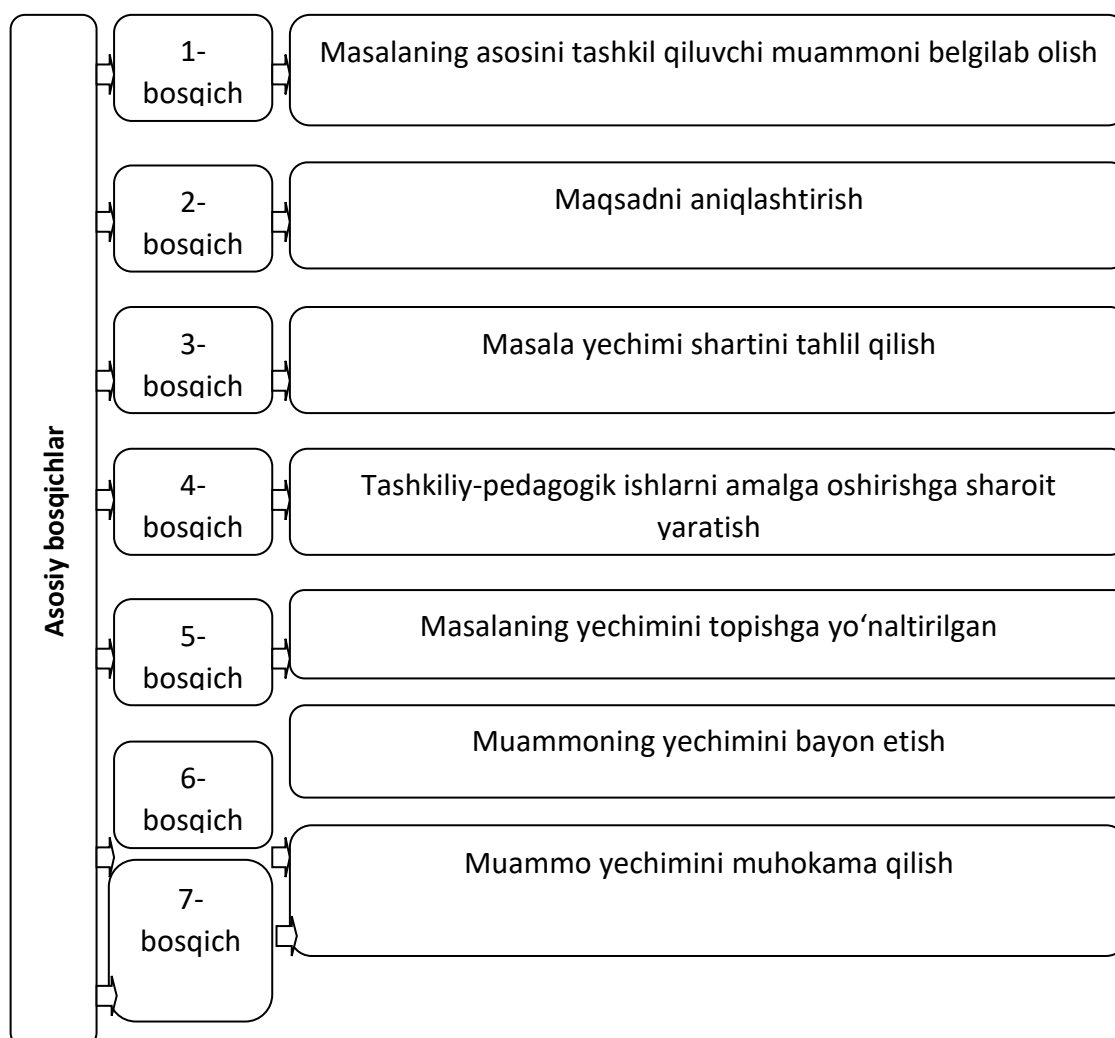 Asosiy bosqichlar
1-
bosqich
Masalaning asosini tashkil qiluvchi muammoni belgilab olish
2-
bosqich
Maqsadni aniqlashtirish
3-
bosqich
Masala yechimi shartini tahlil qilish
4-
bosqich
Tashkiliy-pedagogik ishlarni amalga oshirishga sharoit
yaratish
5-
bosqich
Masalaning yechimini topishga yo‘naltirilgan
6-
bosqich
Muammoning yechimini bayon etish
7-
bosqich
Muammo yechimini muhokama qilish